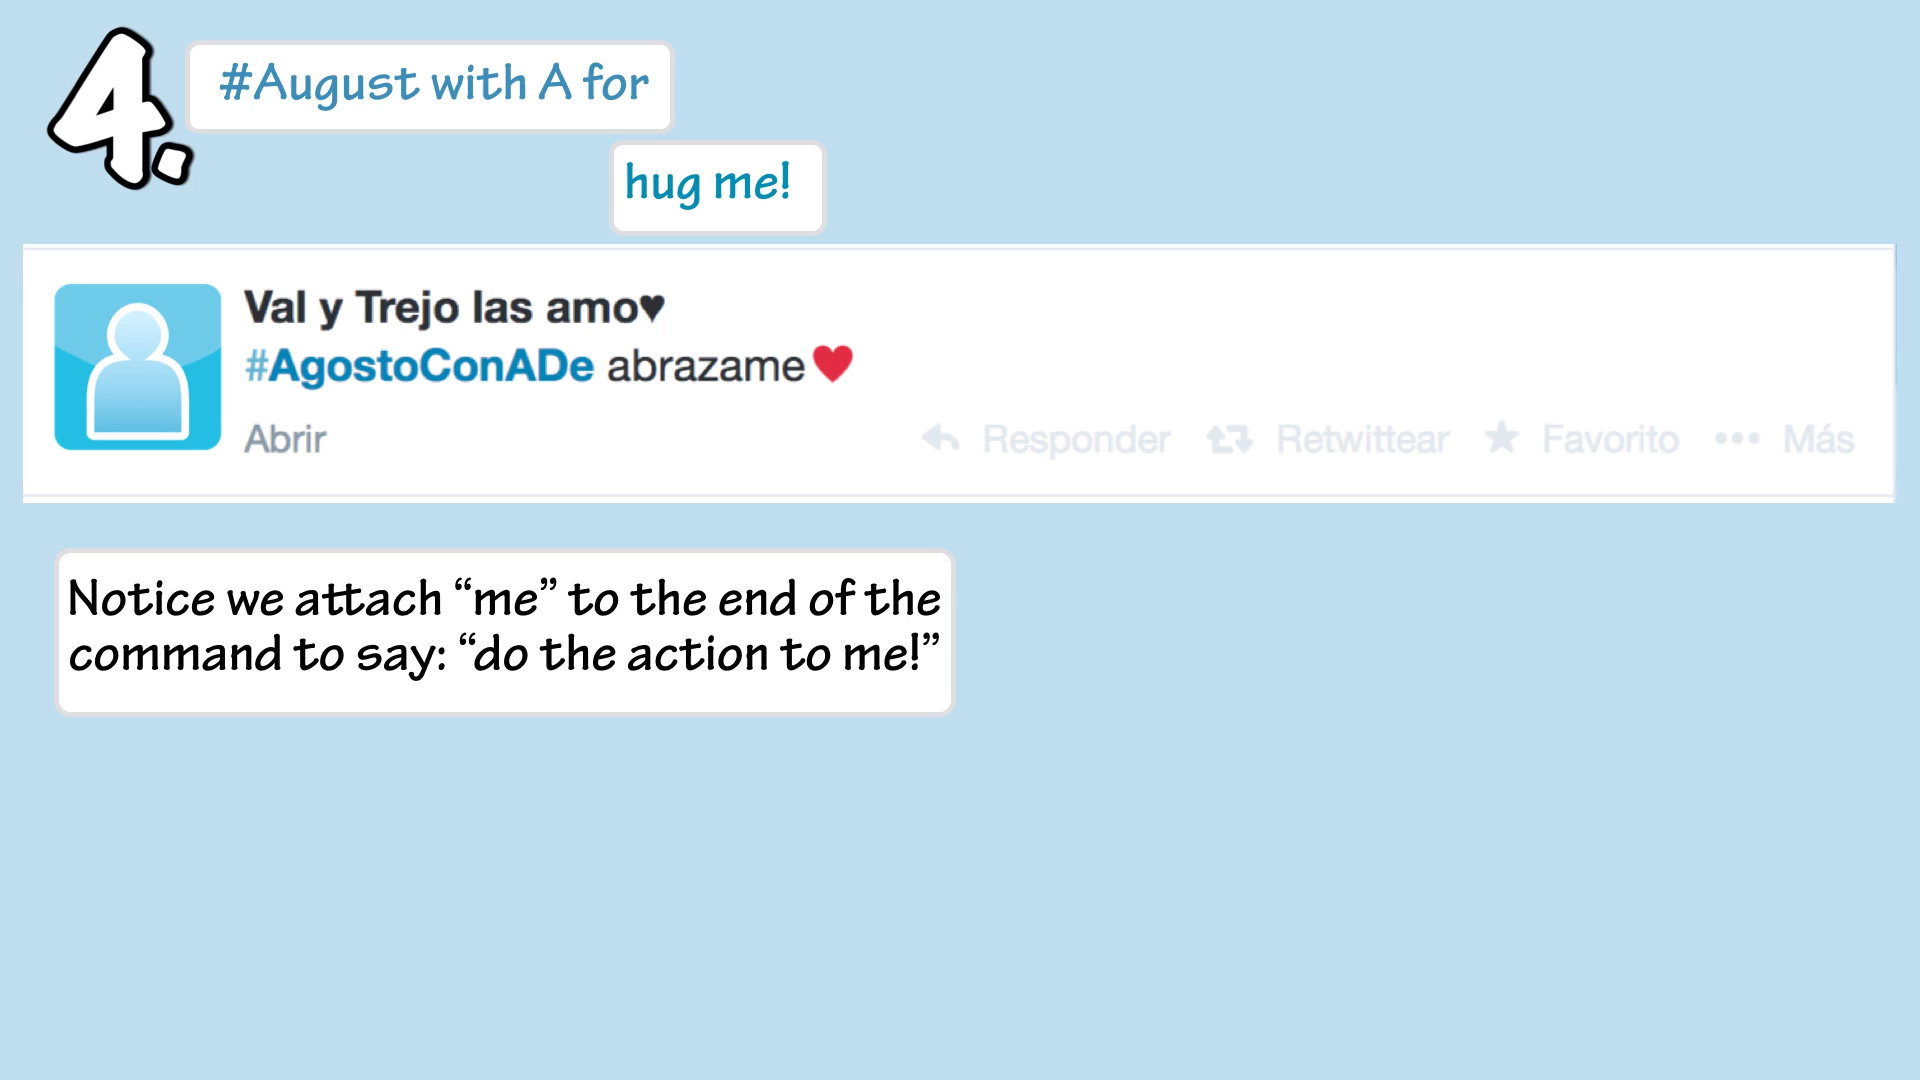 4.
#August with A for
hug me!
Val y Trejo las amo♥
#AgostoConADe abrazame❤
Abrir
Responder Retwittear Favorito ••• Más
Notice we attach “me” to the end of the
command to say: “do the action to me!”